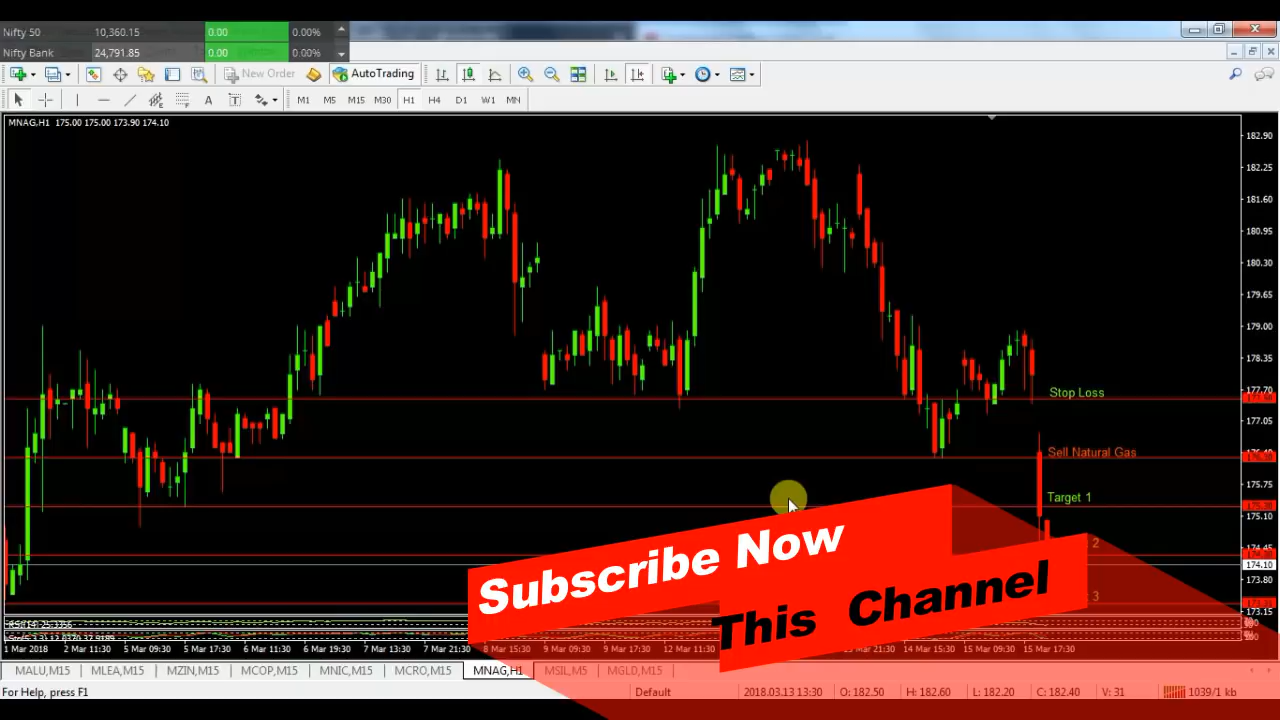 Nifty 50 10,360.15 0.00 0.00%
Nifty Bank 24,791.85 0.00 0.00%
New Order AutoTrading
A T M1 M5 M15 M30 H1 H4 D1 W1 MN
MNAG,H1 175.00 175.00 173.90 174.10
182.90
182.25
181.60
180.95
180.30
179.65
179.00
178.35
177.70
Stop Loss
177.05
Sell Natural Gas
175.75
Target 1
175.10
Subscribe Now
2
174.45
174.10
173.80
This Channel
3
173.15
1 Mar 2018 2 Mar 20:30 5 Mar 09:30 5 Mar 17:30 6 Mar 11:30 6 Mar 19:30 7 Mar 13:30 7 Mar 21:30 8 Mar 15:30 9 Mar 09:30 9 Mar 17:30 12 Mar 11:30 21:30 14 Mar 15:30 15 Mar 09:30 15 Mar 17:30
MALU,M15 MLEA,M15 MZIN,M15 MCOP,M15 MNIC,M15 MCRO,M15 MNAG,H1 MSIL,M5 MGLD,M15
For Help, press F1 Default 2018.03.13 13:30 O: 182.50 H: 182.60 L: 182.20 C: 182.40 V: 31 1039/1 kb